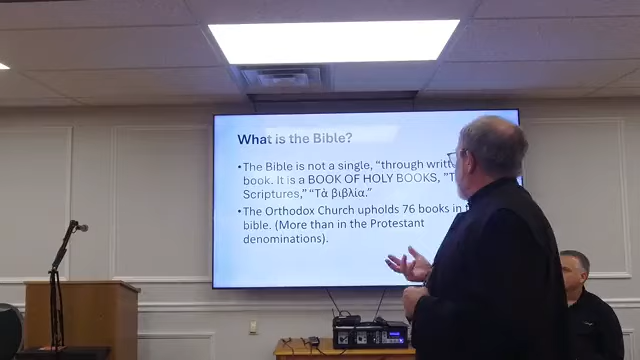 What is the Bible?
•The Bible is not a single, “through
book. It is a BOOK OF HOLY BOOKS,
Scriptures,” “Τὰ βιβλία.”
•The Orthodox Church upholds 76 books in
bible. (More than in the Protestant
denominations).